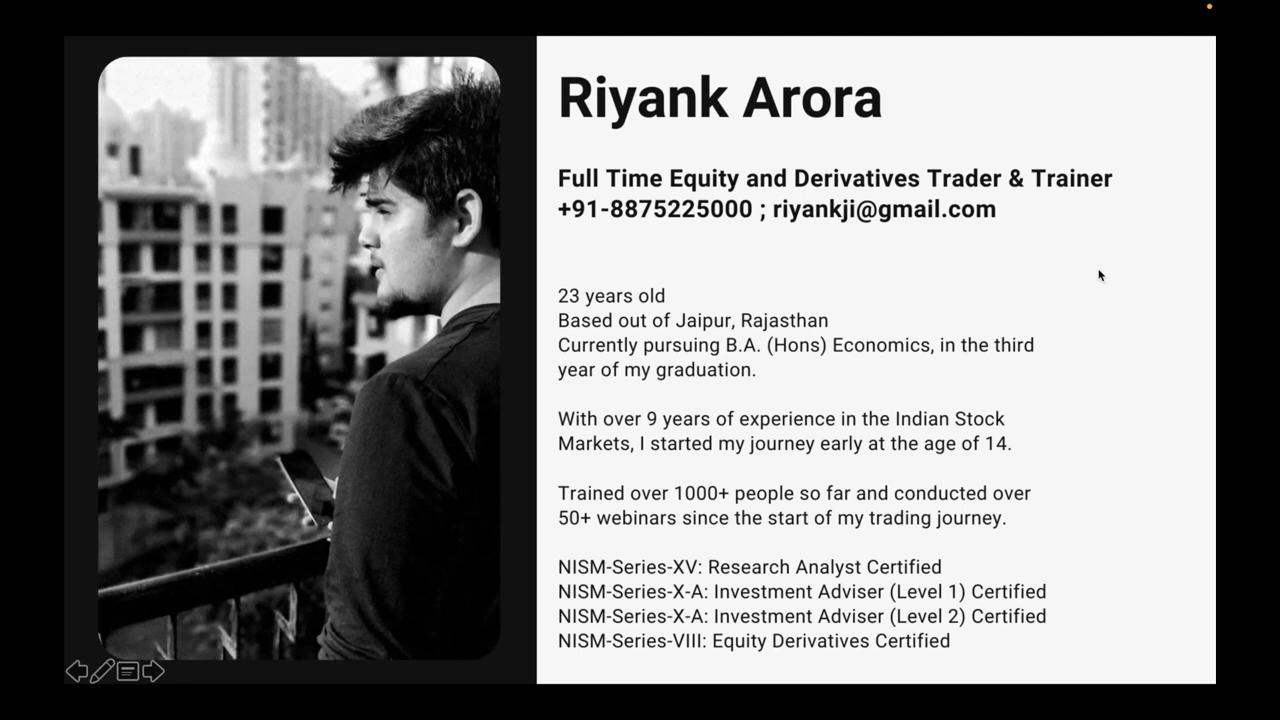 Riyank Arora
Full Time Equity and Derivatives Trader & Trainer
+91-8875225000 ; riyankji@gmail.com
23 years old
Based out of Jaipur, Rajasthan
Currently pursuing B.A. (Hons) Economics, in the third
year of my graduation.
With over 9 years of experience in the Indian Stock
Markets, I started my journey early at the age of 14.
Trained over 1000+ people so far and conducted over
50+ webinars since the start of my trading journey.
NISM-Series-XV: Research Analyst Certified
NISM-Series-X-A: Investment Adviser (Level 1) Certified
NISM-Series-X-A: Investment Adviser (Level 2) Certified
NISM-Series-VIII: Equity Derivatives Certified